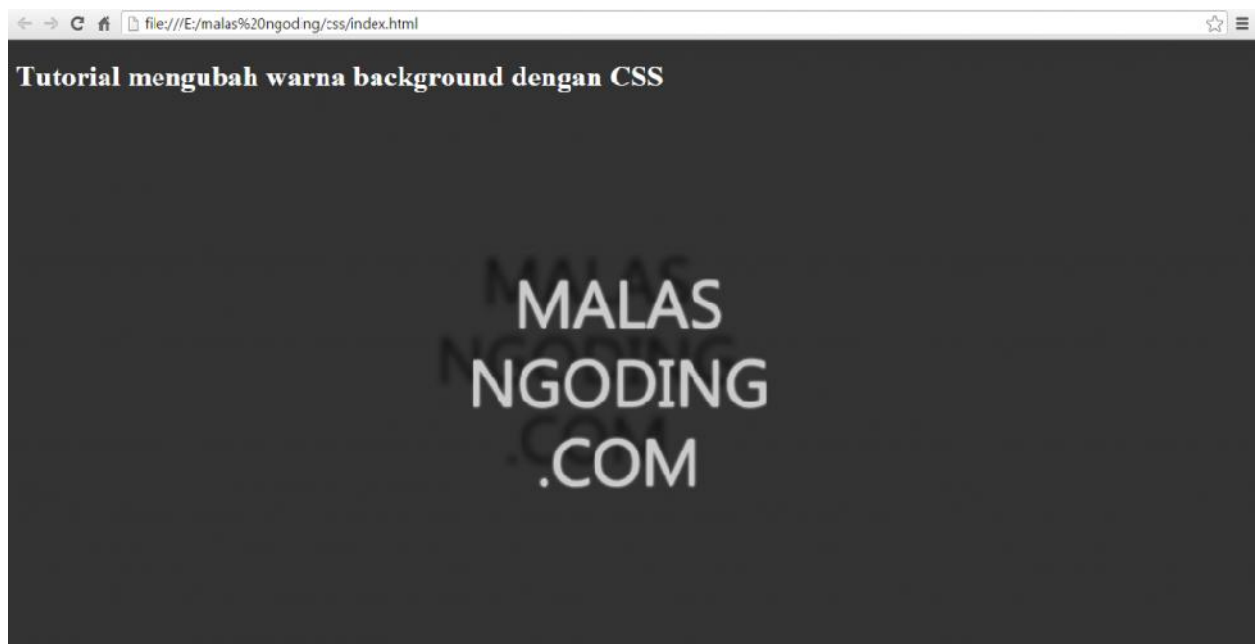 file:///E:/malas%20ngoding/css/index.html
Tutorial mengubah warna background dengan CSS
MALAS
NGODING
.COM